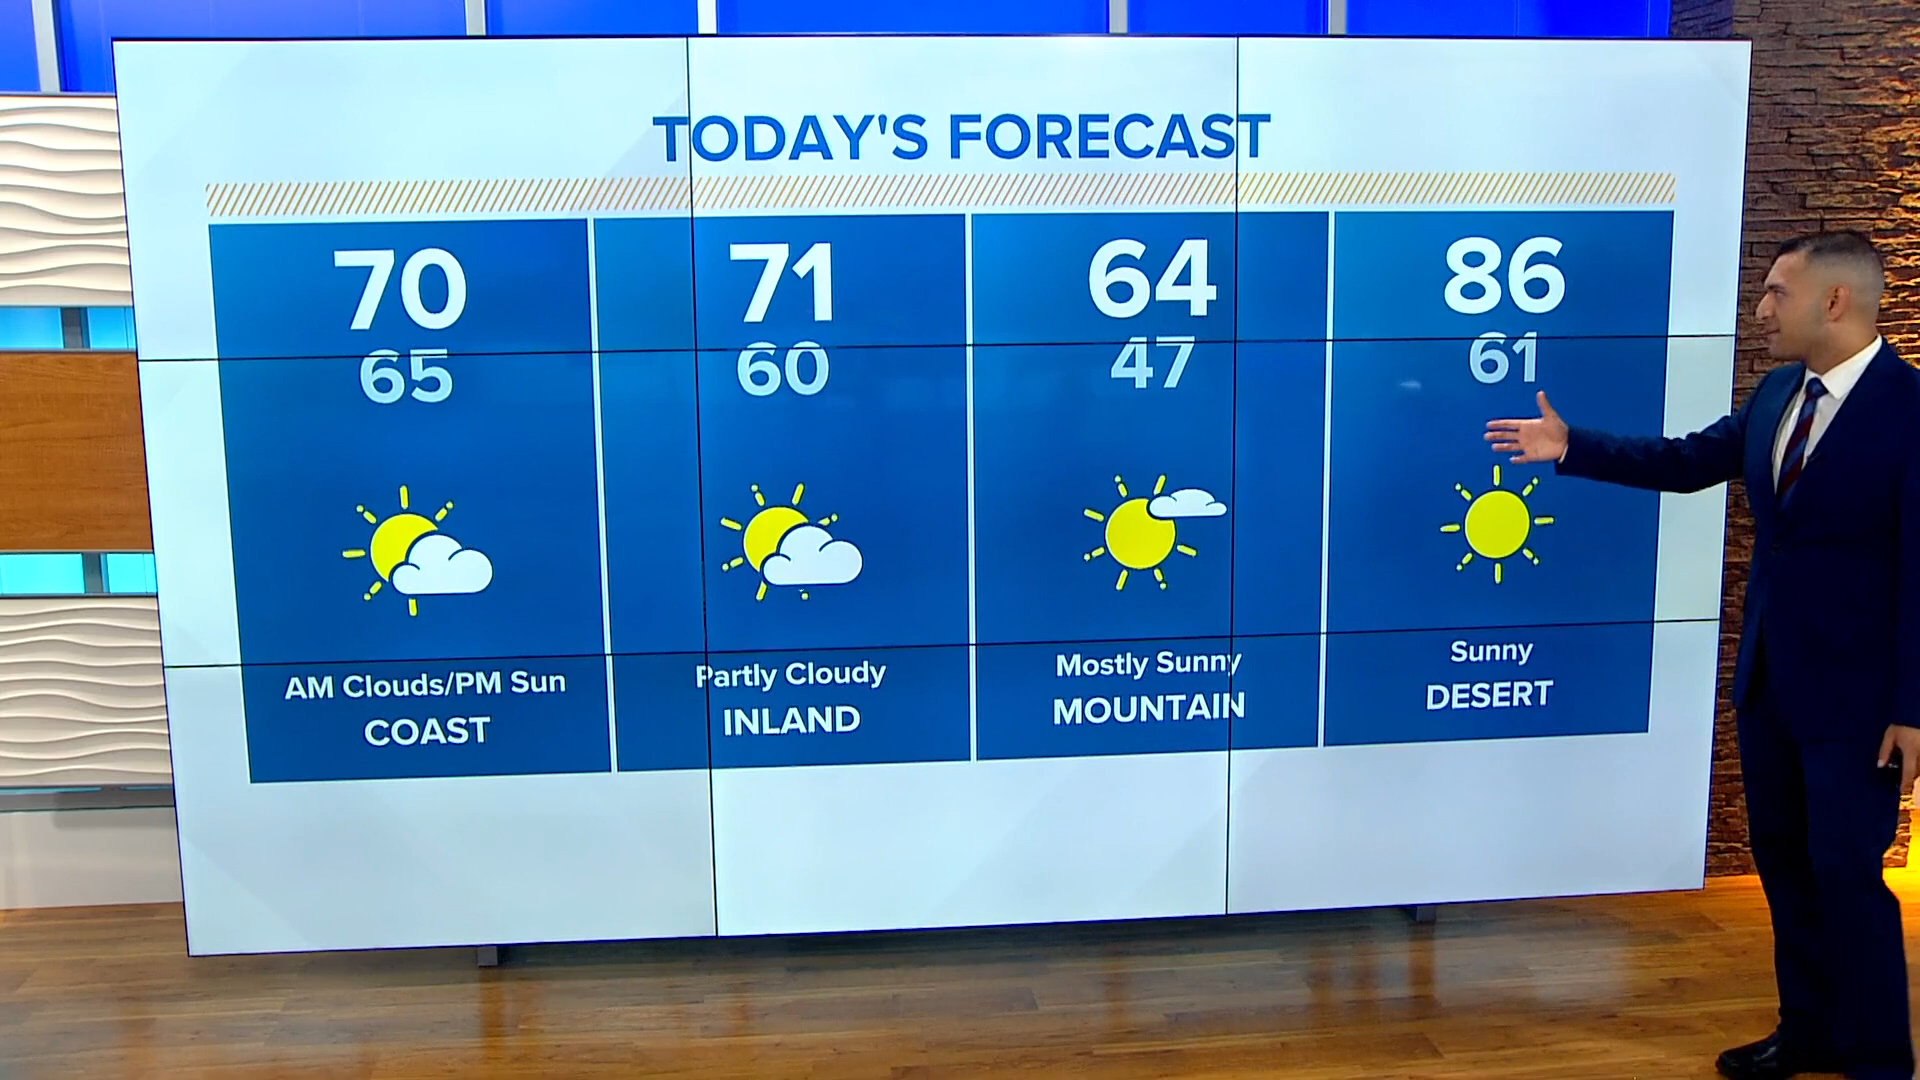 TODAY'S FORECAST
70
65
AM Clouds/PM Sun
COAST
71
60
Partly Cloudy
INLAND
64
47
Mostly Sunny
MOUNTAIN
86
61
Sunny
DESERT